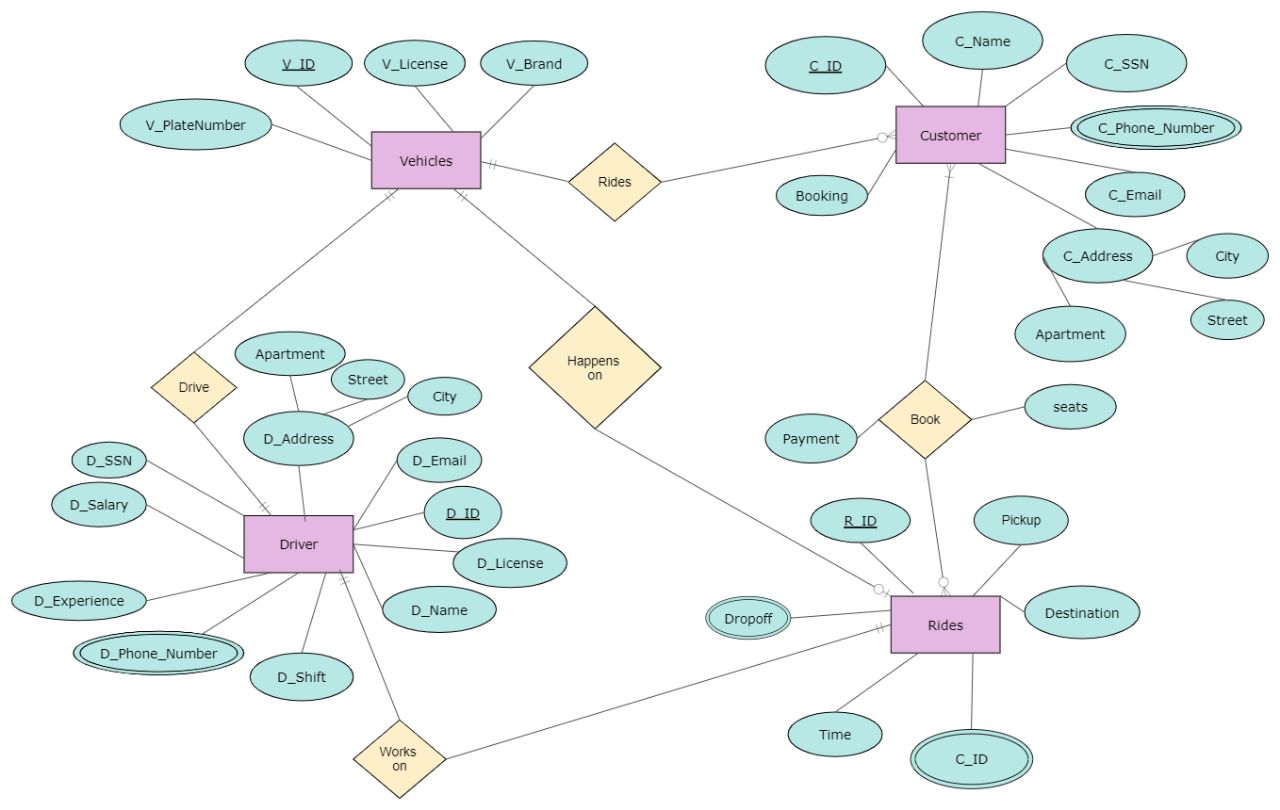 C_Name
V_ID
V_License
V_Brand
C_ID
C_SSN
V_PlateNumber
C_Phone_Number
Customer
Vehicles
Rides
Booking
C_Email
C_Address
City
Street
Apartment
Happens
on
Apartment
Street
City
Drive
seats
Book
Payment
D_Address
D_SSN
D_Email
D_Salary
D_ID
R_ID
Pickup
Driver
D_License
D_Experience
D_Name
Dropoff
Rides
Destination
D_Phone_Number
D_Shift
Time
Works
on
C_ID